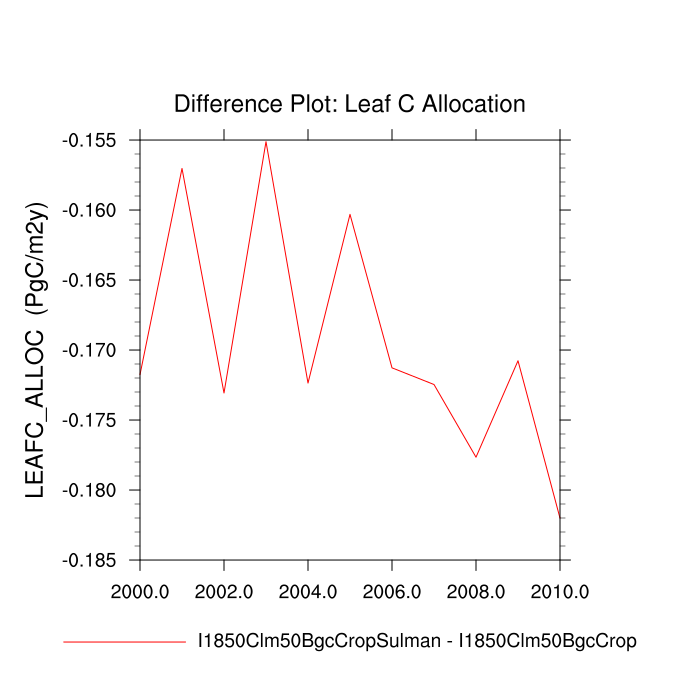 Difference Plot: Leaf C Allocation
LEAFC_ALLOC (PgC/m2y)
-0.155
-0.160
-0.165
-0.170
-0.175
-0.180
-0.185
2000.0 2002.0 2004.0 2006.0 2008.0 2010.0
I1850Clm50BgcCropSulman - I1850Clm50BgcCrop